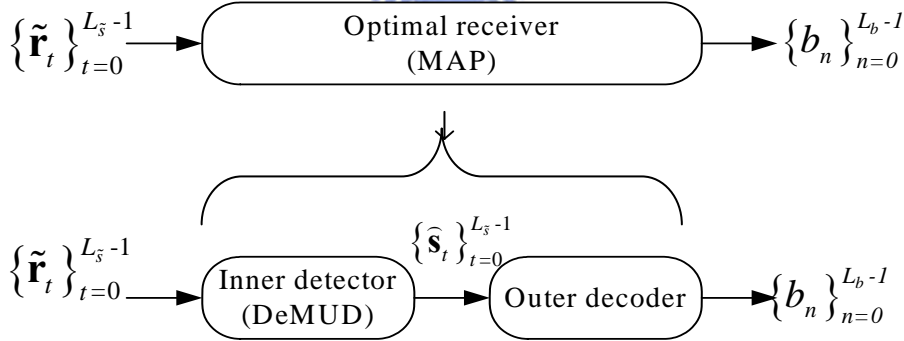 {r̃_t}_{t=0}^{L_s̃ -1}
Optimal receiver
(MAP)
{b_n}_{n=0}^{L_b -1}
{r̃_t}_{t=0}^{L_s̃ -1}
Inner detector
(DeMUD)
{ŝ_t}_{t=0}^{L_s̃ -1}
Outer decoder
{b_n}_{n=0}^{L_b -1}